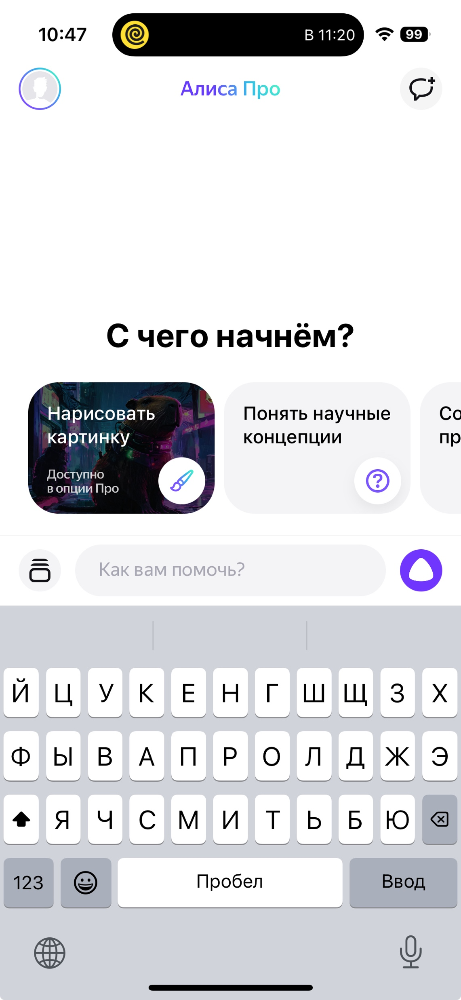 10:47
В 11:20
99
Алиса Про
С чего начнём?
Нарисовать
картинку
Доступно
в опции Про
Понять научные
концепции
Со
пр
Как вам помочь?
Й Ц У К Е Н Г Ш Щ З Х
Ф Ы В А П Р О Л Д Ж Э
Я Ч С М И Т Ь Б Ю
123 Пробел Ввод